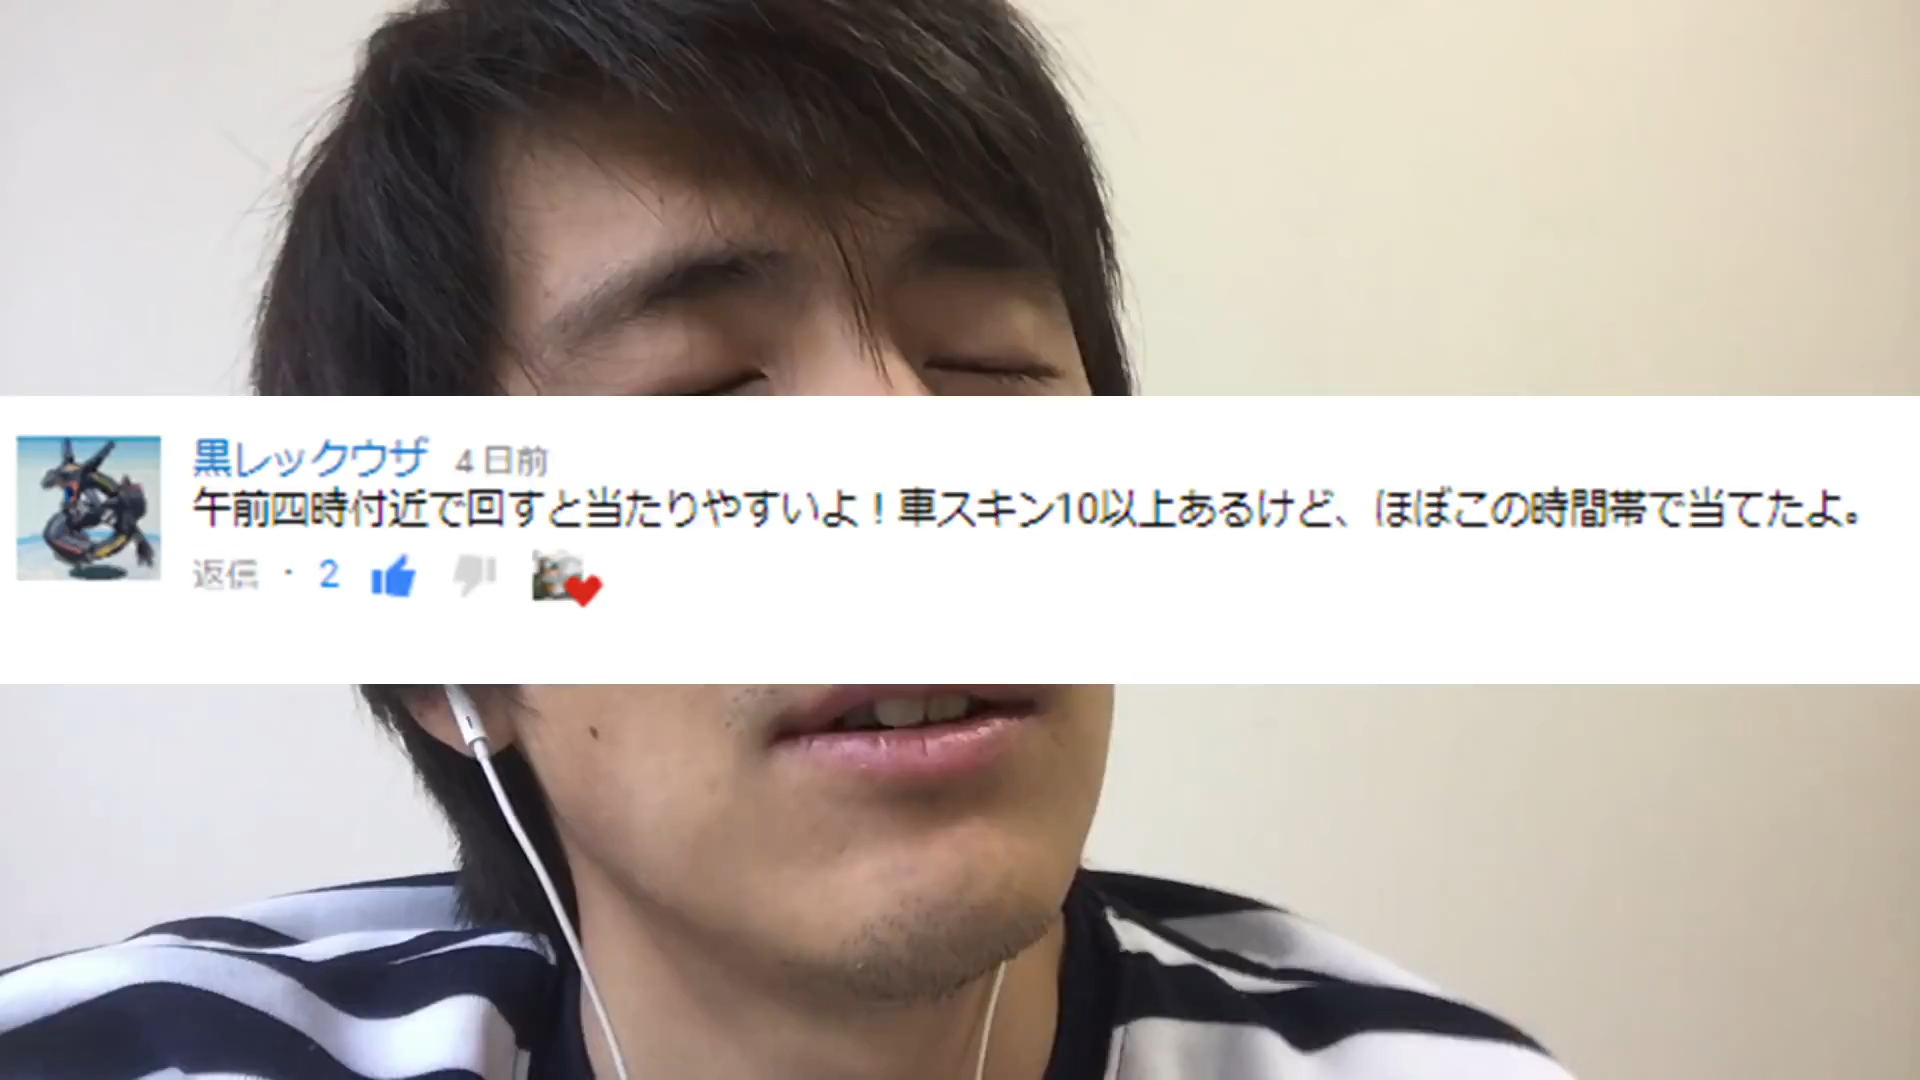 黒レックウザ 4 日前
午前四時付近で回すと当たりやすいよ！車スキン10以上あるけど、ほぼこの時間帯で当てたよ。
返信 ・ 2